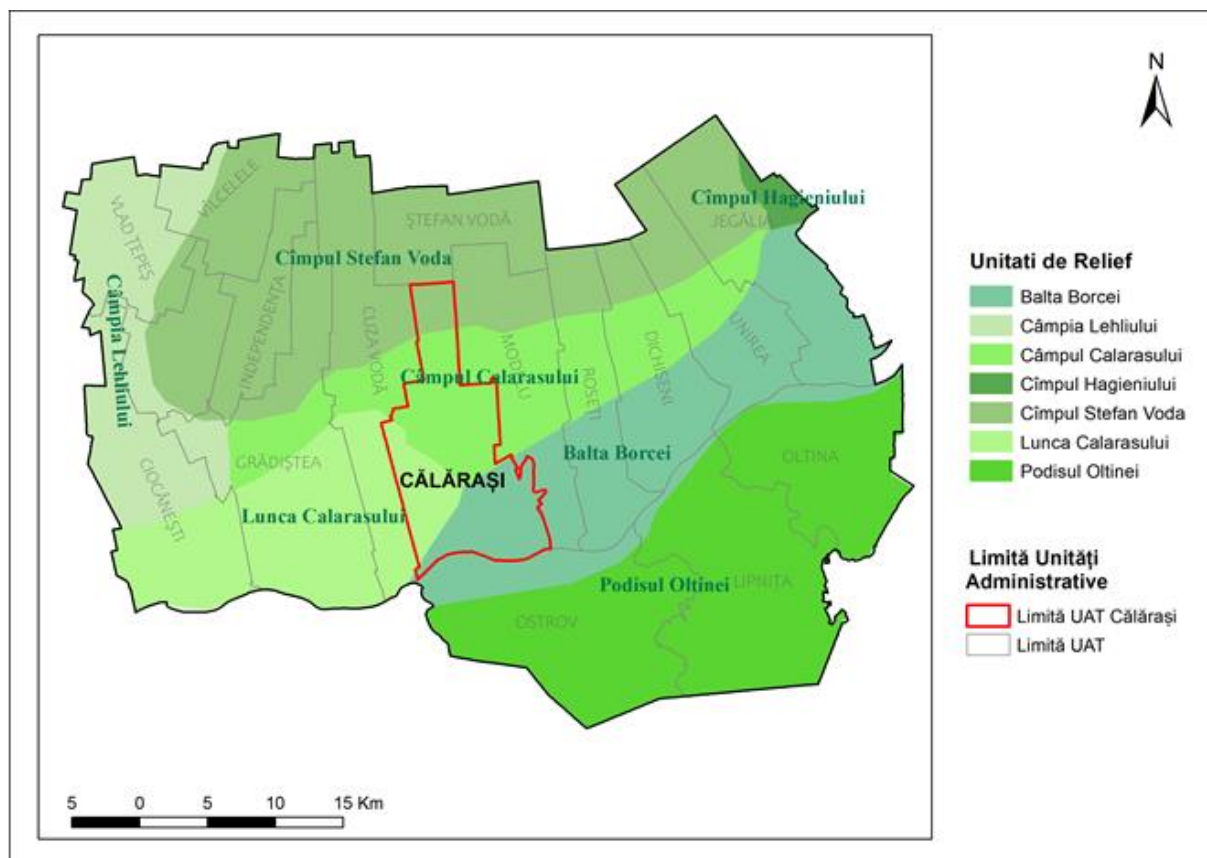 N
VLAD ȚEPEȘ
VÎLCELELE
ȘTEFAN VODĂ
Cîmpul Hagieniului
JEGĂLIA
Cîmpul Stefan Voda
Câmpia Lehliului
INDEPENDENȚA
CUZA VODĂ
MODELU
ROSEȚI
DICHISENI
UNIREA
Câmpul Calarasului
CIOCĂNEȘTI
GRĂDIȘTEA
CĂLĂRAȘI
Balta Borcei
OLTINA
Lunca Calarasului
Podisul Oltinei
LIPNIȚA
OSTROV
5 0 5 10 15 Km
Unitati de Relief
Balta Borcei
Câmpia Lehliului
Câmpul Calarasului
Cîmpul Hagieniului
Cîmpul Stefan Voda
Lunca Calarasului
Podisul Oltinei
Limită Unități
Administrative
Limită UAT Călărași
Limită UAT